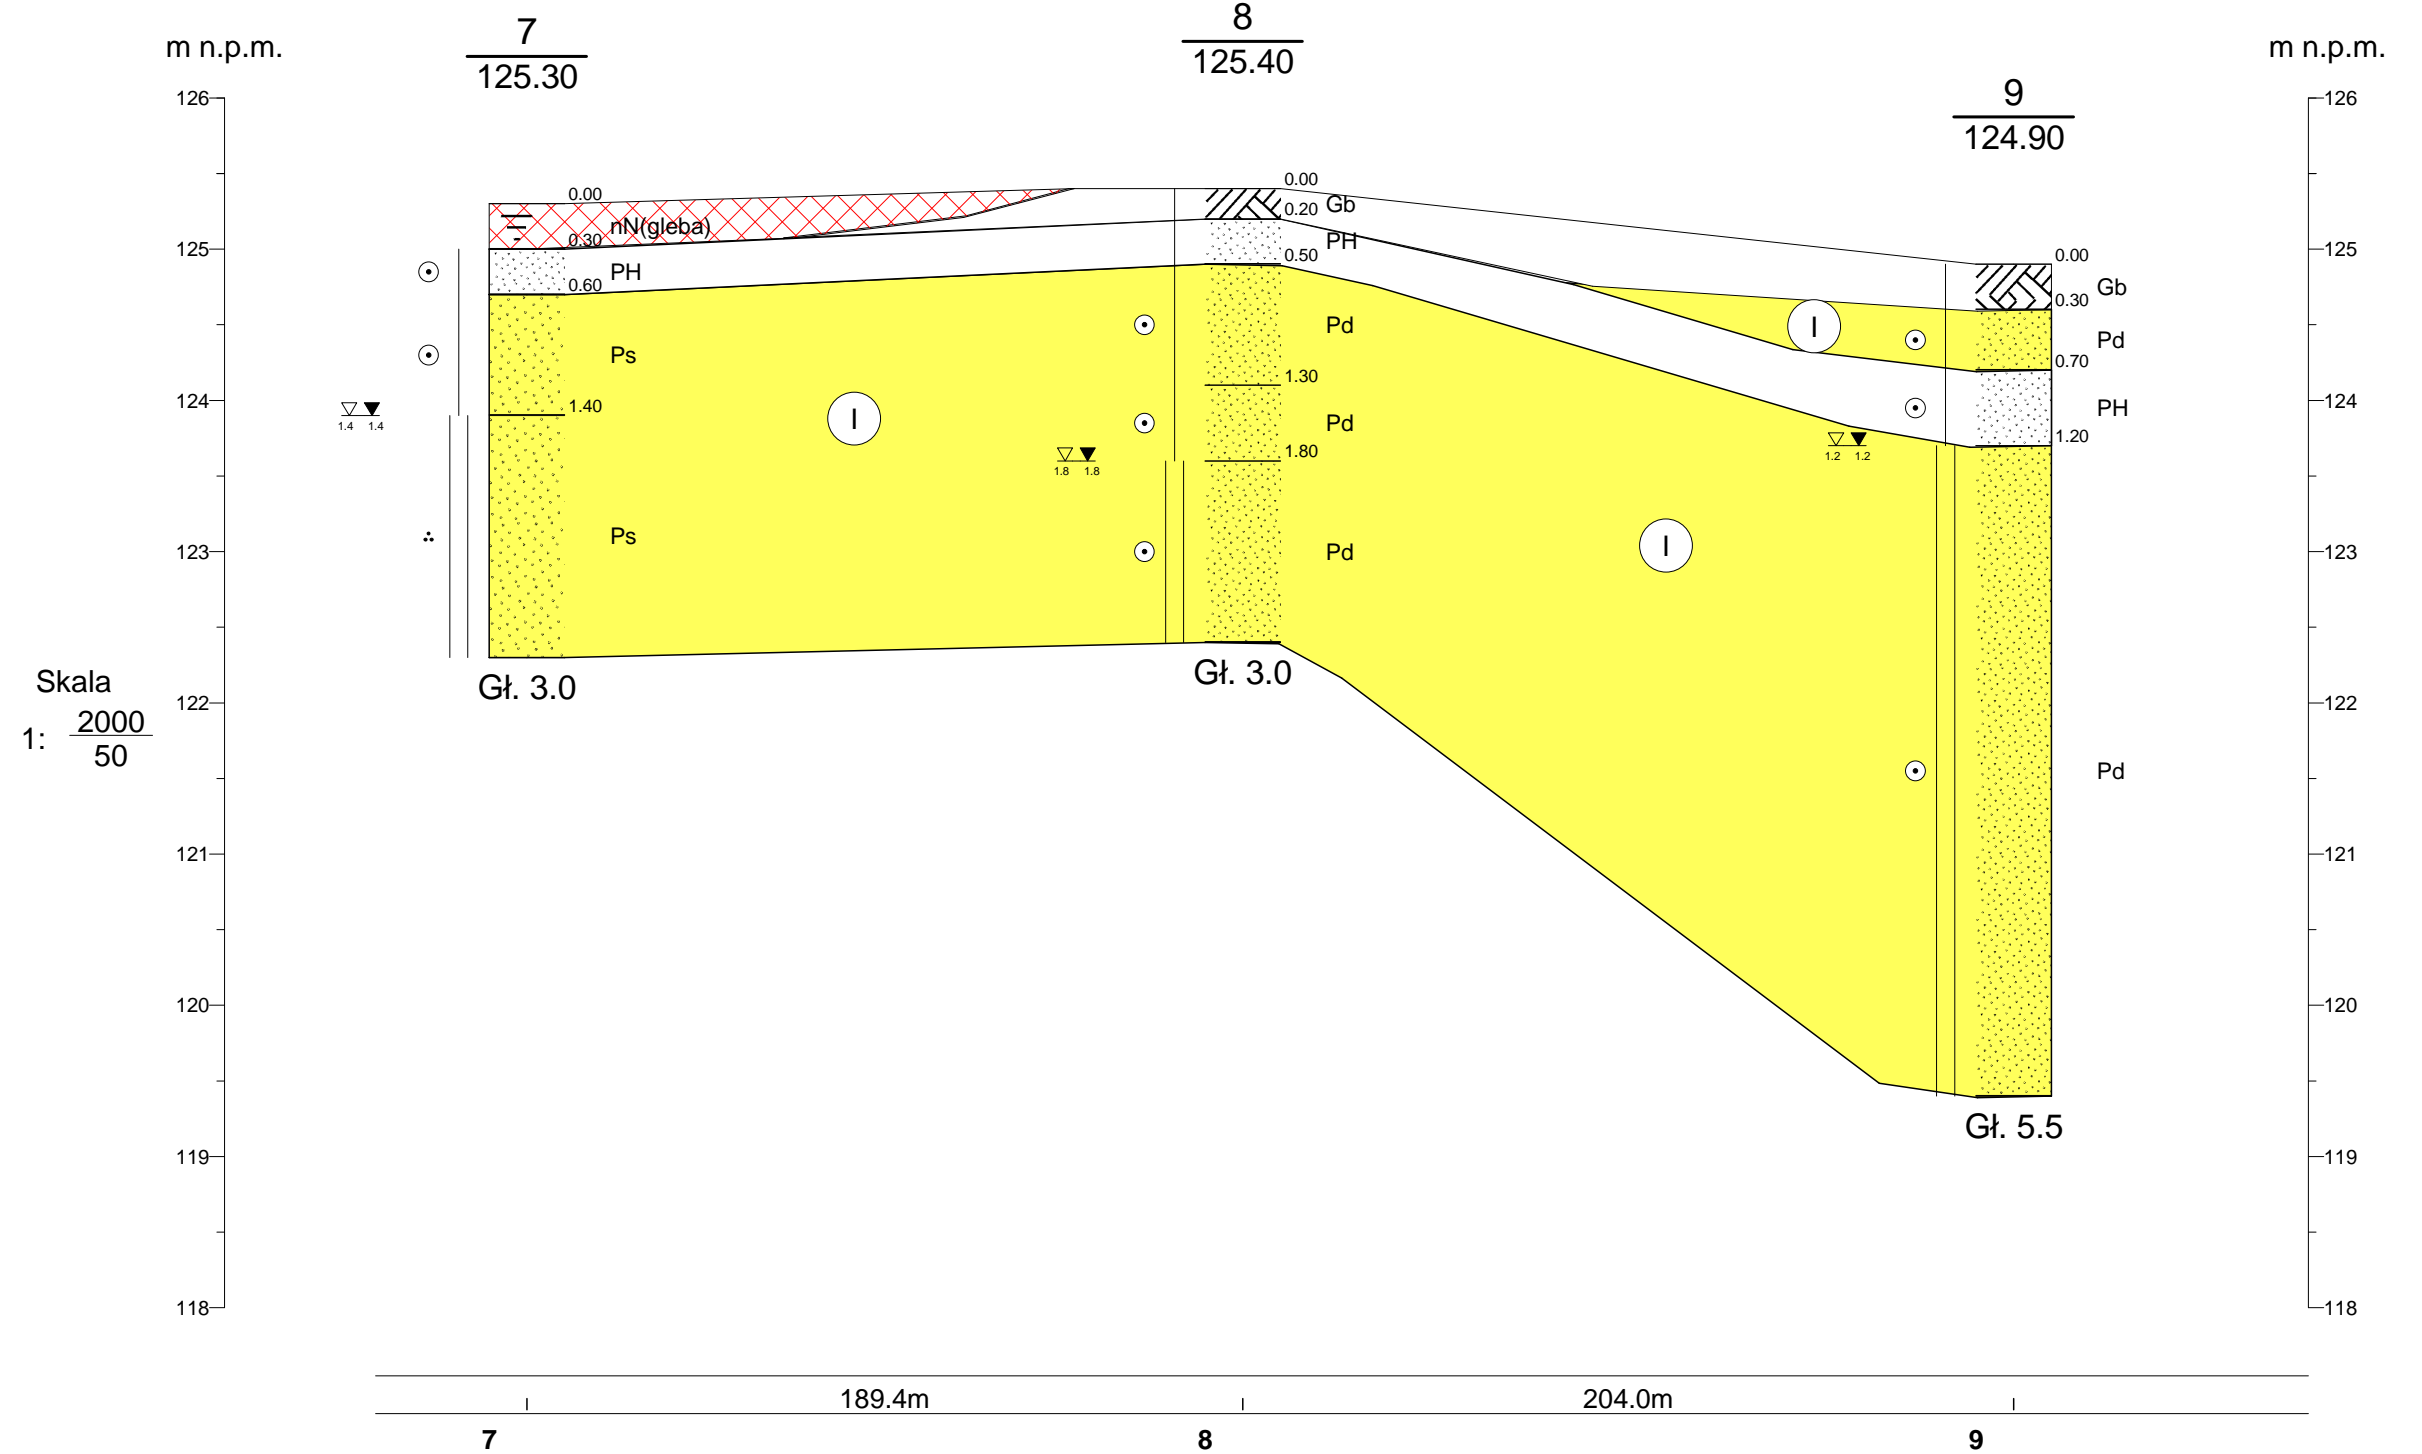 7
125.30
8
125.40
9
124.90
m n.p.m.
m n.p.m.
126
125
124
123
122
121
120
119
118
126
125
124
123
122
121
120
119
118
0.00
nN(gleba)
0.30
PH
0.60
Ps
1.40
Ps
1.4 1.4
Gł. 3.0
I
0.00
Gb
0.20
PH
0.50
Pd
1.30
Pd
1.80
Pd
1.8 1.8
Gł. 3.0
I
I
0.00
Gb
0.30
Pd
0.70
PH
1.20
Pd
1.2 1.2
Gł. 5.5
Skala
1: 2000
50
189.4m
204.0m
7
8
9